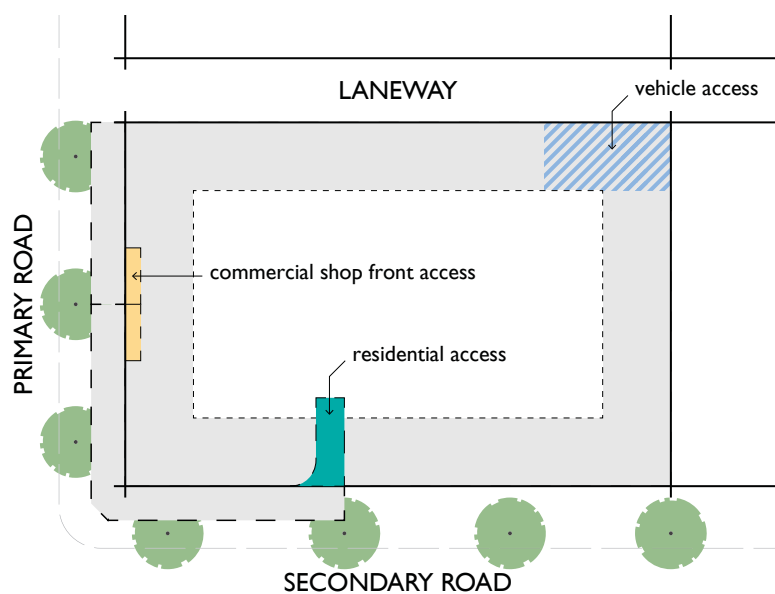 LANEWAY
vehicle access
PRIMARY ROAD
commercial shop front access
residential access
SECONDARY ROAD